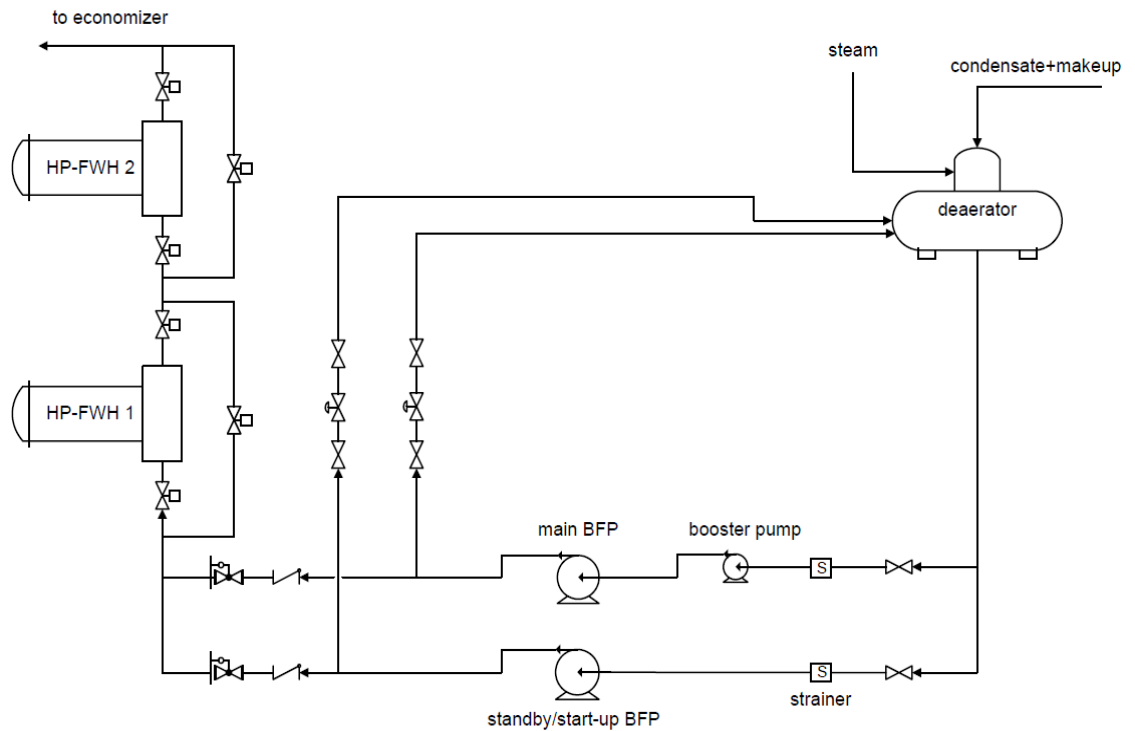 to economizer
steam
condensate+makeup
HP-FWH 2
deaerator
HP-FWH 1
main BFP
booster pump
S
S
strainer
standby/start-up BFP